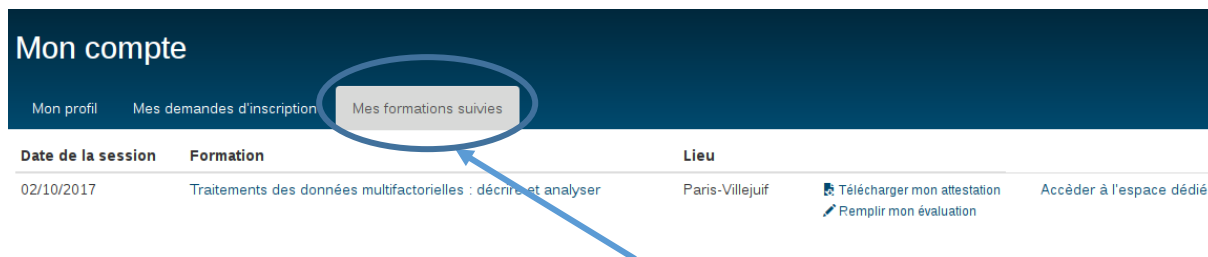 Mon compte
Mon profil Mes demandes d'inscription Mes formations suivies
Date de la session Formation Lieu
02/10/2017 Traitements des données multifactorielles : décrire et analyser Paris-Villejuif Télécharger mon attestation Accèder à l'espace dédié
Remplir mon évaluation